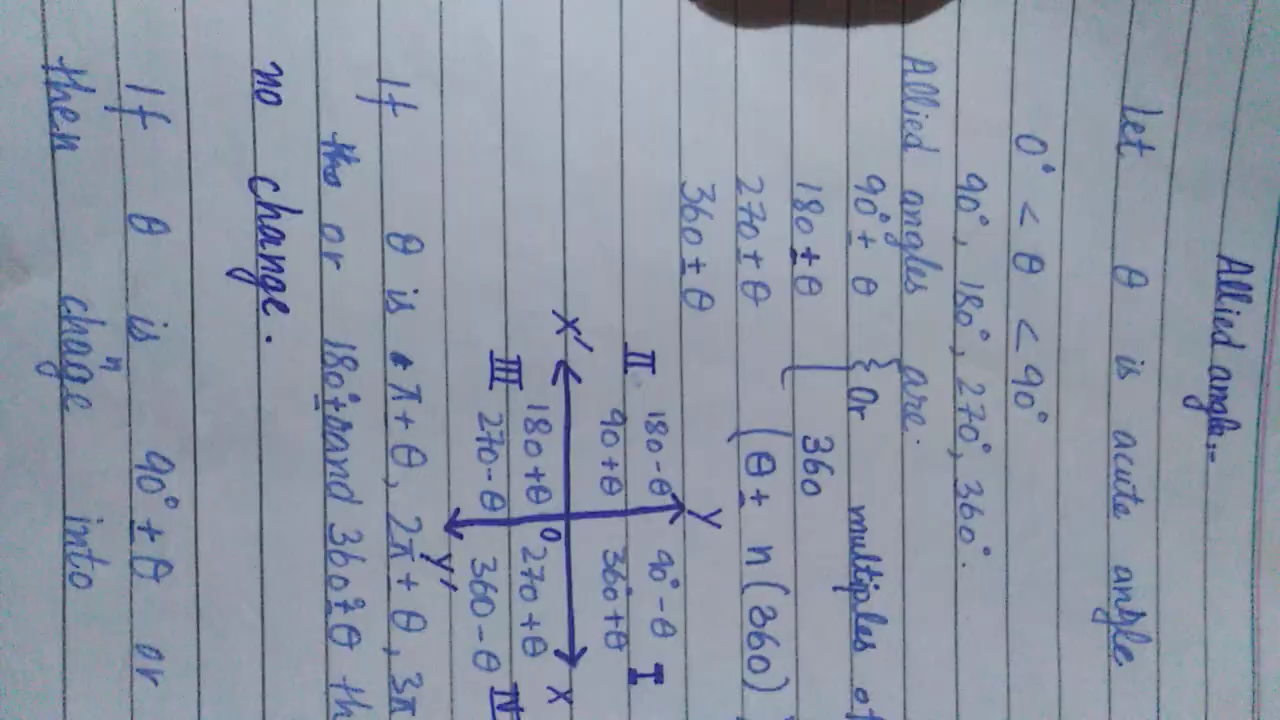 Allied angle,-
Let θ is acute angle
0° < θ < 90°
90°, 180°, 270°, 360°.
Allied angles are.
90° ± θ { Or multiples of
180 ± θ 360
270 ± θ (θ ± n(360)
360 ± θ
Y
II 180-θ 90°-θ I
90+θ 360+θ
X' O X
180+θ 270+θ
III 270-θ 360-θ IV
Y'
If θ is π+θ, 2π+θ, 3π
or 180°± and 360±θ th
no change.
If θ is 90°±θ or
then chage n into